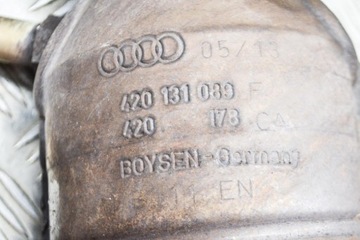 05/13
420 131 089 F
420 178 CA
BOYSEN-Germany
EN